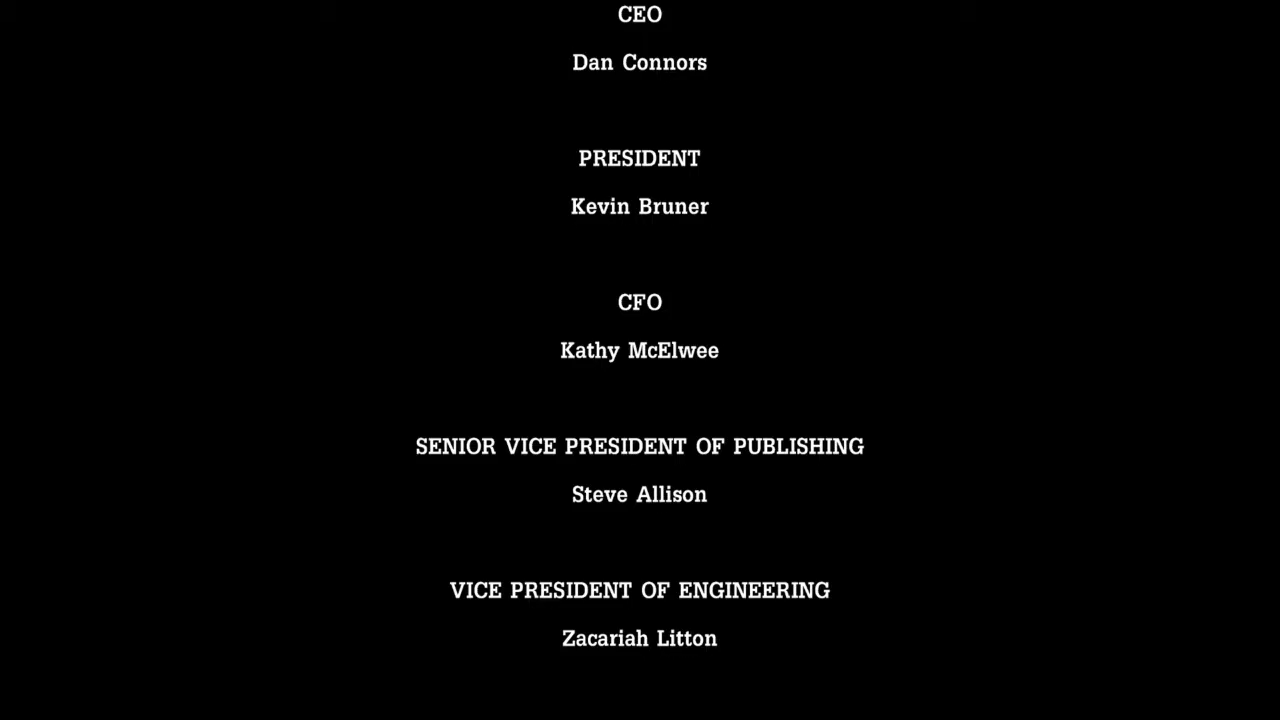 CEO
Dan Connors
PRESIDENT
Kevin Bruner
CFO
Kathy McElwee
SENIOR VICE PRESIDENT OF PUBLISHING
Steve Allison
VICE PRESIDENT OF ENGINEERING
Zacariah Litton